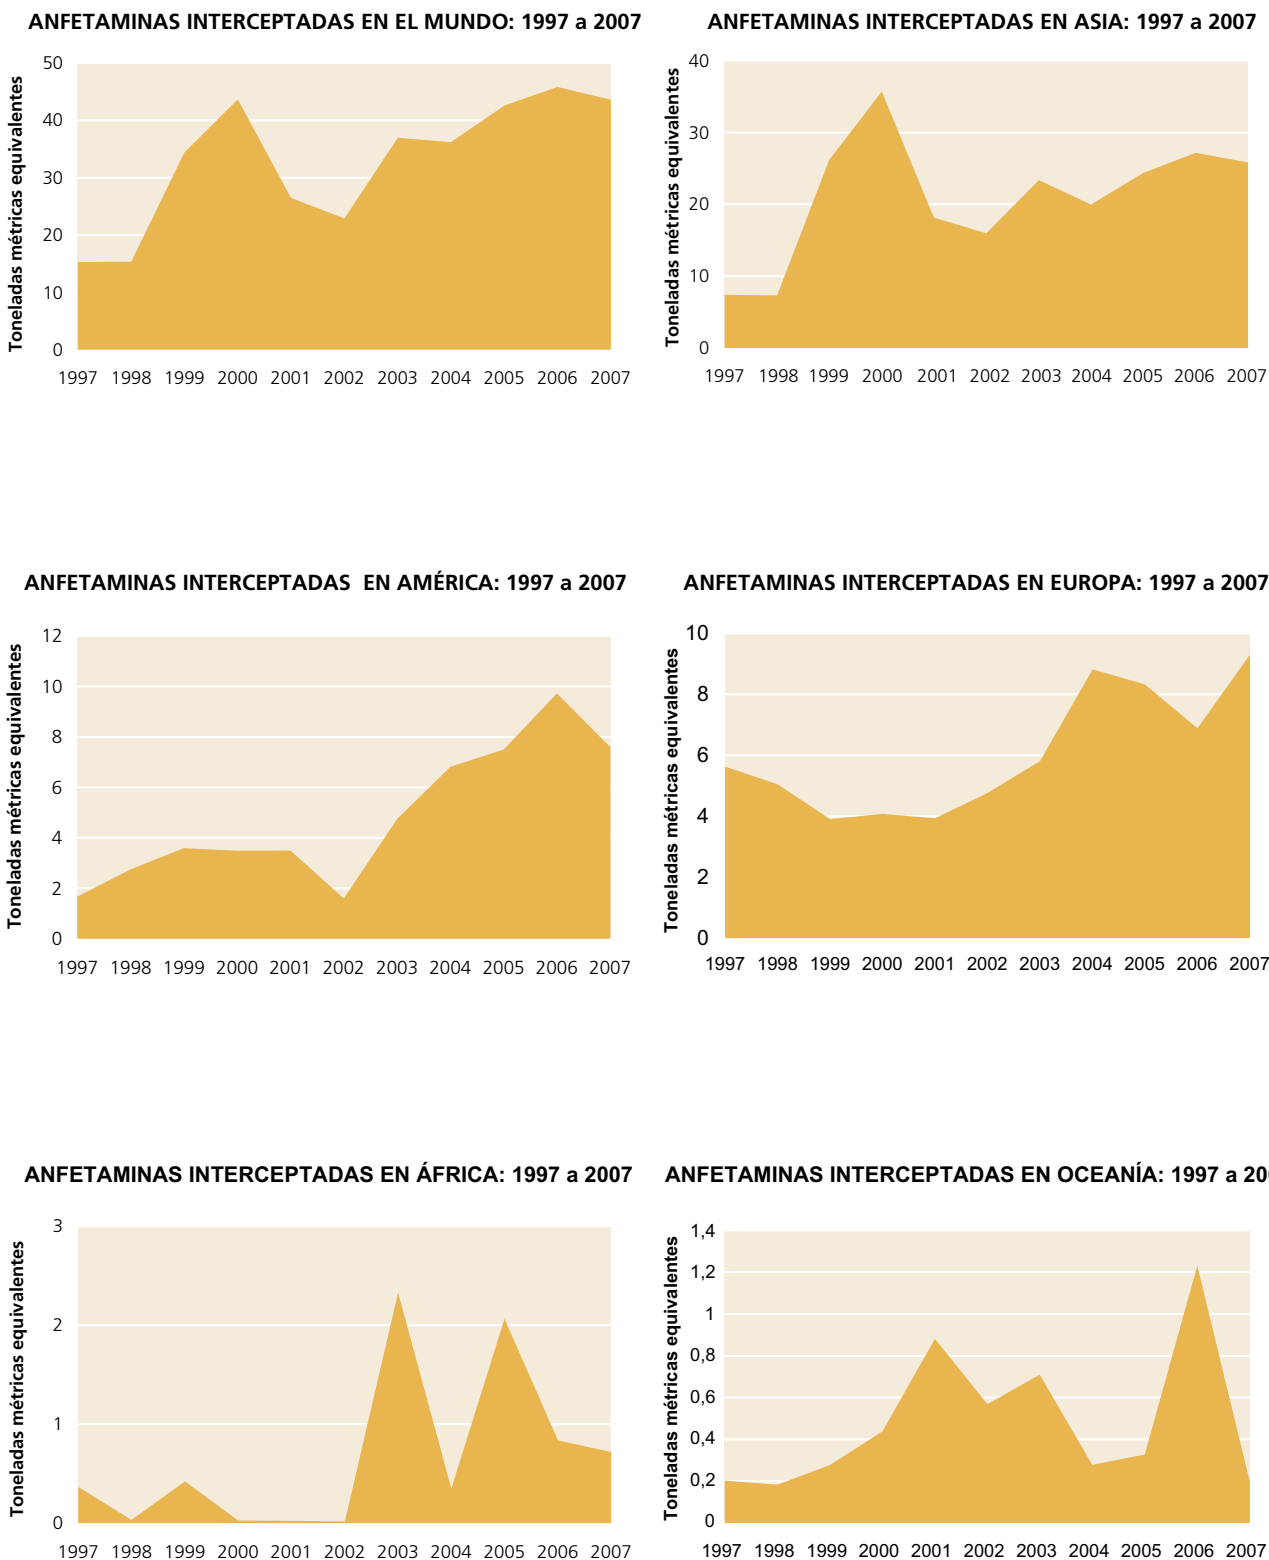 ANFETAMINAS INTERCEPTADAS EN EL MUNDO: 1997 a 2007
Toneladas métricas equivalentes
50
40
30
20
10
0
1997 1998 1999 2000 2001 2002 2003 2004 2005 2006 2007
ANFETAMINAS INTERCEPTADAS EN ASIA: 1997 a 2007
Toneladas métricas equivalentes
40
30
20
10
0
1997 1998 1999 2000 2001 2002 2003 2004 2005 2006 2007
ANFETAMINAS INTERCEPTADAS EN AMÉRICA: 1997 a 2007
Toneladas métricas equivalentes
12
10
8
6
4
2
0
1997 1998 1999 2000 2001 2002 2003 2004 2005 2006 2007
ANFETAMINAS INTERCEPTADAS EN EUROPA: 1997 a 2007
Toneladas métricas equivalentes
10
8
6
4
2
0
1997 1998 1999 2000 2001 2002 2003 2004 2005 2006 2007
ANFETAMINAS INTERCEPTADAS EN ÁFRICA: 1997 a 2007
Toneladas métricas equivalentes
3
2
1
0
1997 1998 1999 2000 2001 2002 2003 2004 2005 2006 2007
ANFETAMINAS INTERCEPTADAS EN OCEANÍA: 1997 a
Toneladas métricas equivalentes
1,4
1,2
1
0,8
0,6
0,4
0,2
0
1997 1998 1999 2000 2001 2002 2003 2004 2005 2006 2007